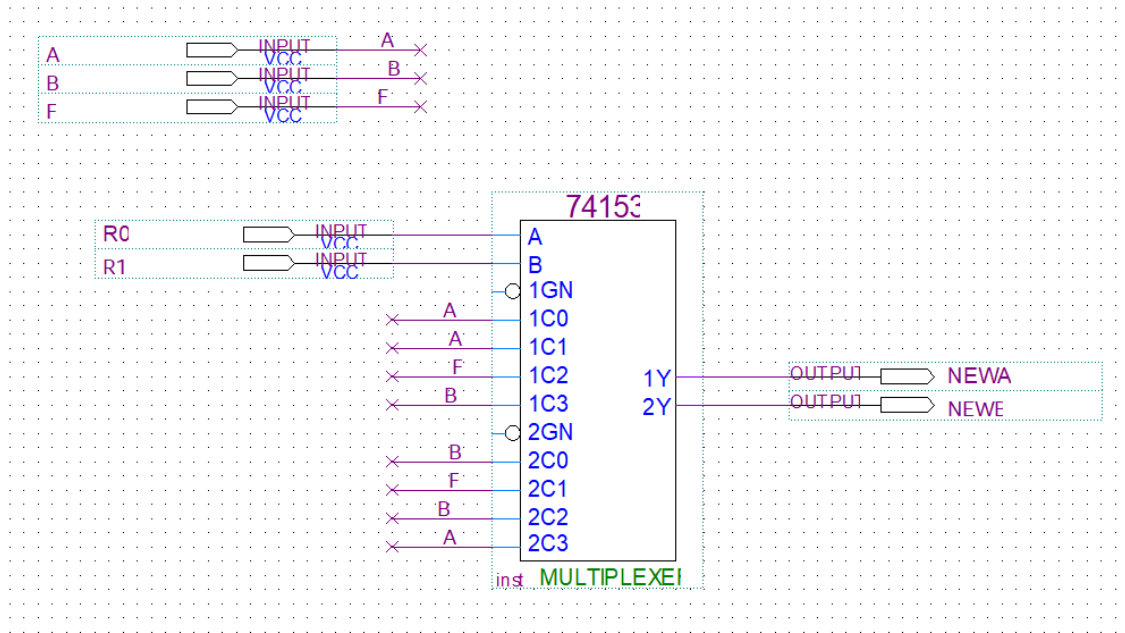 A INPUT VCC A
B INPUT VCC B
F INPUT VCC F
74153
R0 INPUT VCC A
R1 INPUT VCC B
1GN
A 1C0
A 1C1
F 1C2 1Y OUTPUT NEWA
B 1C3 2Y OUTPUT NEWE
2GN
B 2C0
F 2C1
B 2C2
A 2C3
inst MULTIPLEXER